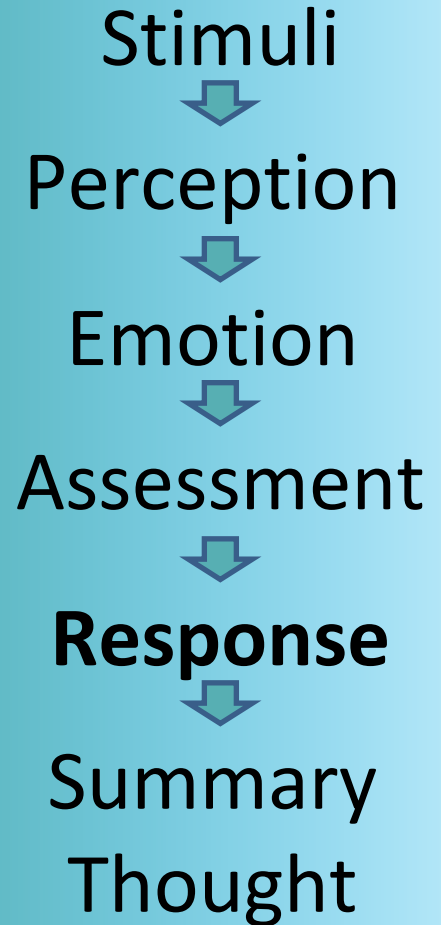 Stimuli
Perception
Emotion
Assessment
Response
Summary
Thought